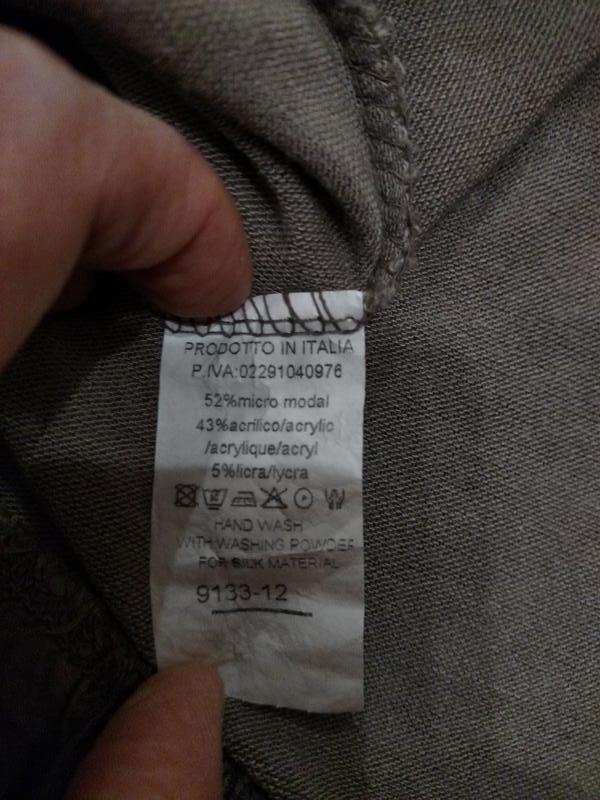 PRODOTTO IN ITALIA
P.IVA:02291040976
52%micro modal
43%acrilico/acrylic
/acrylique/acryl
5%licra/lycra
HAND WASH
WITH WASHING POWDER
FOR SILK MATERIAL
9133-12